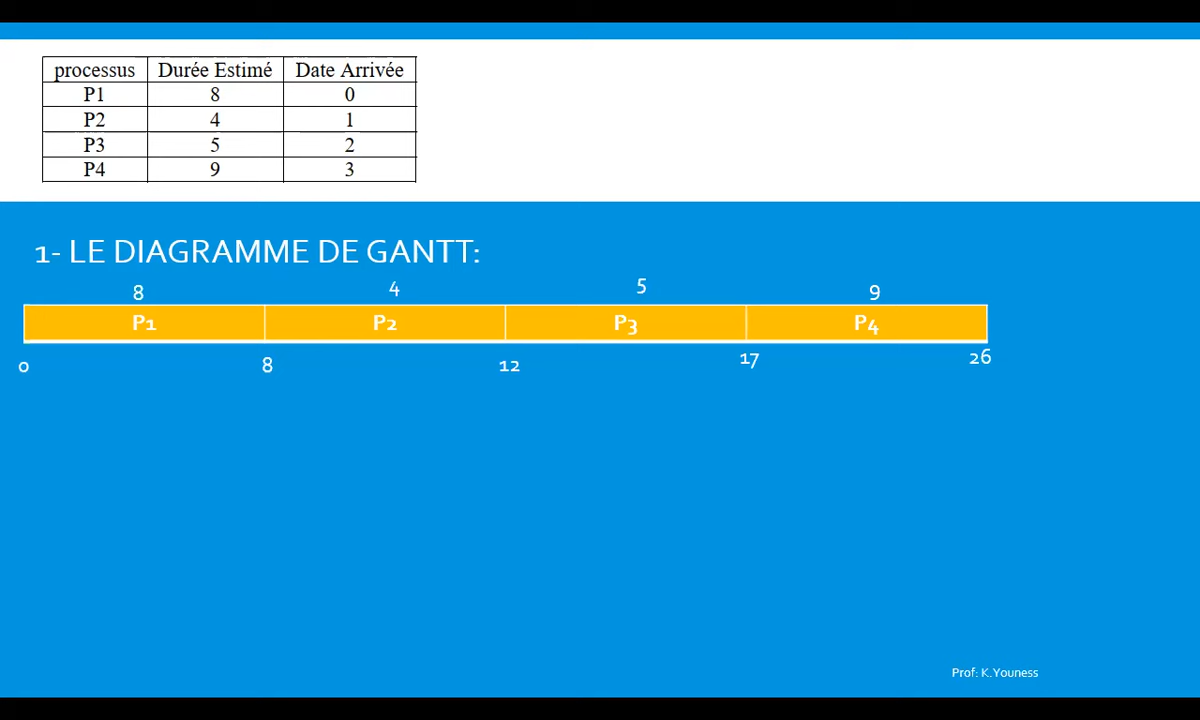 processus Durée Estimé Date Arrivée
P1 8 0
P2 4 1
P3 5 2
P4 9 3
1- LE DIAGRAMME DE GANTT:
8 4 5 9
P1 P2 P3 P4
0 8 12 17 26
Prof: K.Youness